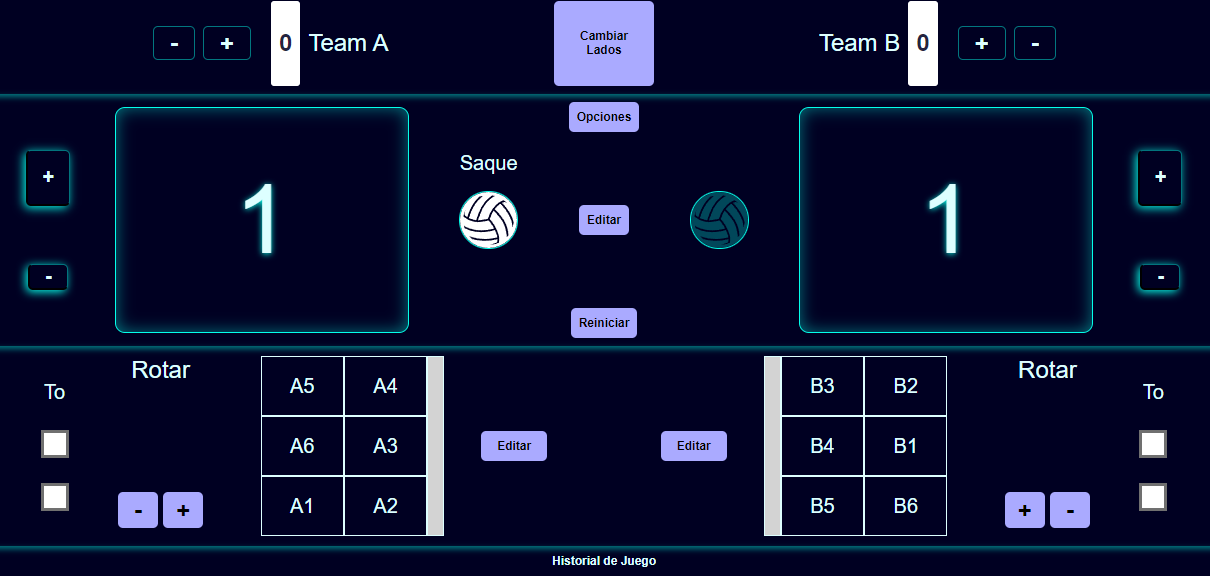 - + 0 Team A
Cambiar
Lados
Team B 0 + -
Opciones
+
-
1
Saque
Editar
Reiniciar
1
+
-
To
Rotar
- +
A5 A4
A6 A3
A1 A2
Editar
Editar
B3 B2
B4 B1
B5 B6
Rotar
+ -
To
Historial de Juego